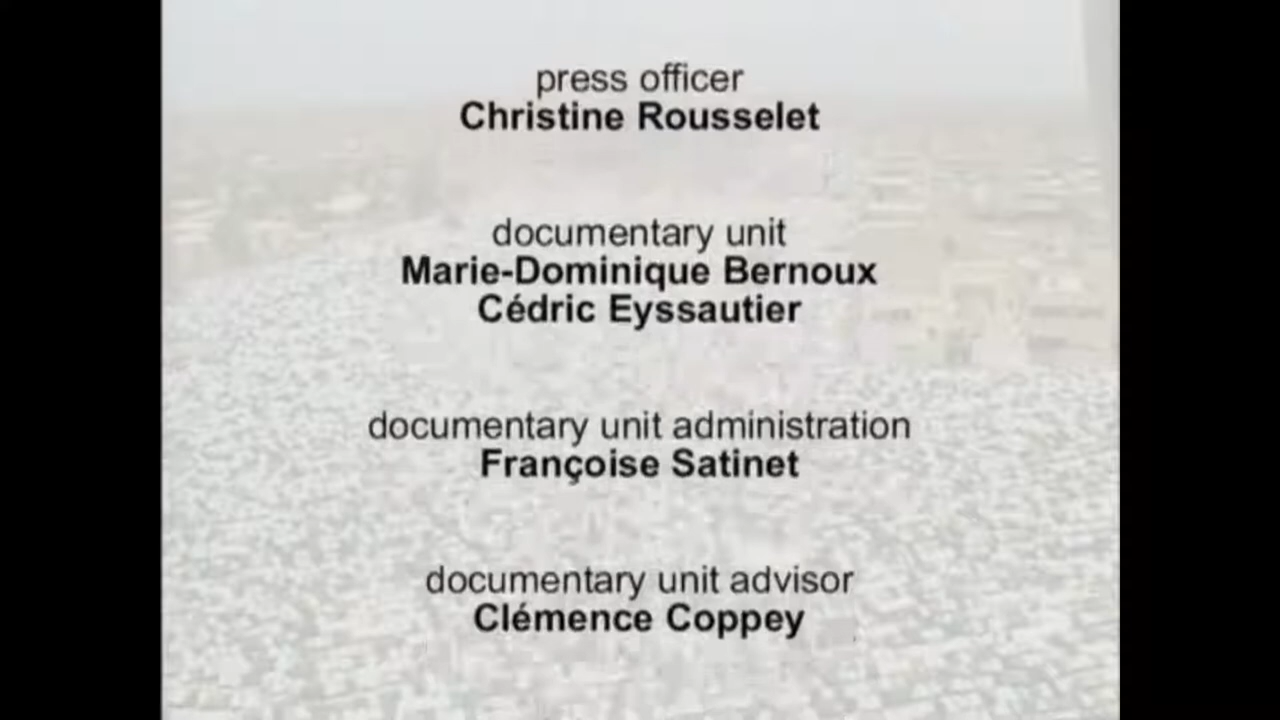 press officer
Christine Rousselet
documentary unit
Marie-Dominique Bernoux
Cédric Eyssautier
documentary unit administration
Françoise Satinet
documentary unit advisor
Clémence Coppey